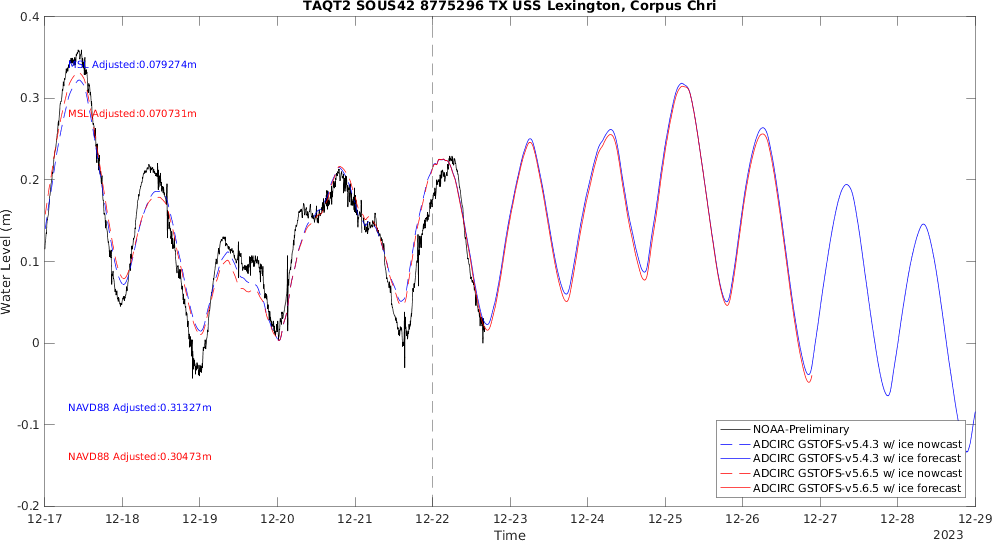 TAQT2 SOUS42 8775296 TX USS Lexington, Corpus Chri
Water Level (m)
0.4
0.3
0.2
0.1
0
-0.1
-0.2
MSL Adjusted:0.079274m
MSL Adjusted:0.070731m
NAVD88 Adjusted:0.31327m
NAVD88 Adjusted:0.30473m
NOAA-Preliminary
ADCIRC GSTOFS-v5.4.3 w/ ice nowcast
ADCIRC GSTOFS-v5.4.3 w/ ice forecast
ADCIRC GSTOFS-v5.6.5 w/ ice nowcast
ADCIRC GSTOFS-v5.6.5 w/ ice forecast
12-17 12-18 12-19 12-20 12-21 12-22 12-23 12-24 12-25 12-26 12-27 12-28 12-29
Time
2023